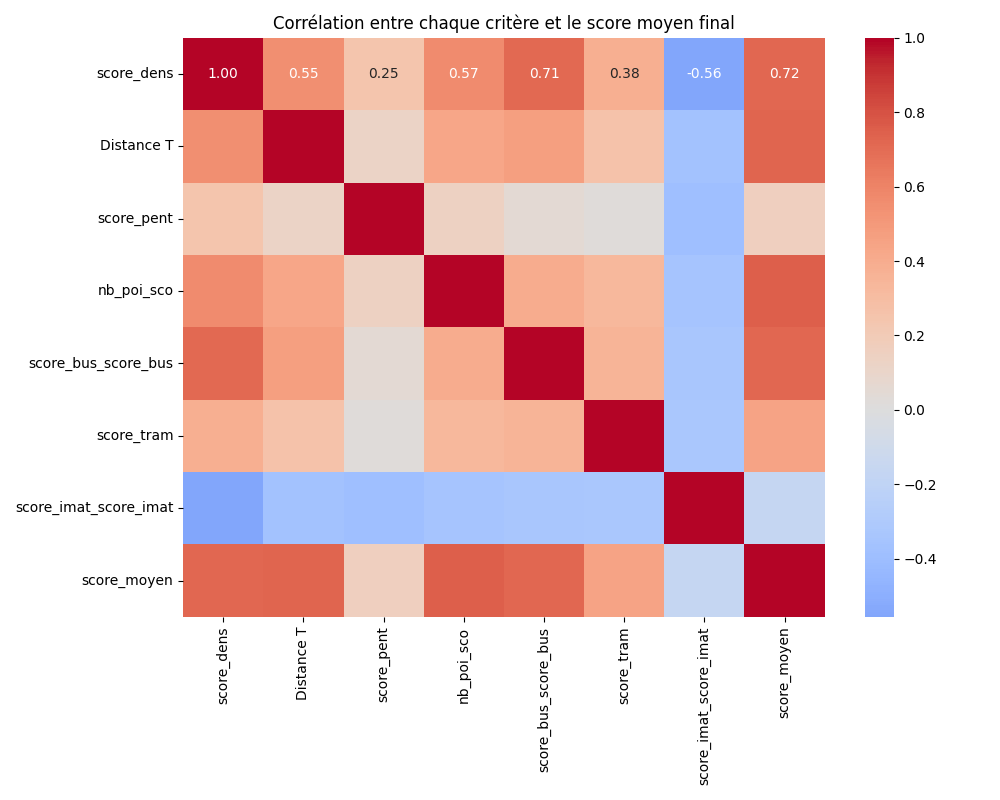 Corrélation entre chaque critère et le score moyen final
score_dens 1.00 0.55 0.25 0.57 0.71 0.38 -0.56 0.72
Distance T
score_pent
nb_poi_sco
score_bus_score_bus
score_tram
score_imat_score_imat
score_moyen
score_dens
Distance T
score_pent
nb_poi_sco
score_bus_score_bus
score_tram
score_imat_score_imat
score_moyen
1.0
0.8
0.6
0.4
0.2
0.0
−0.2
−0.4